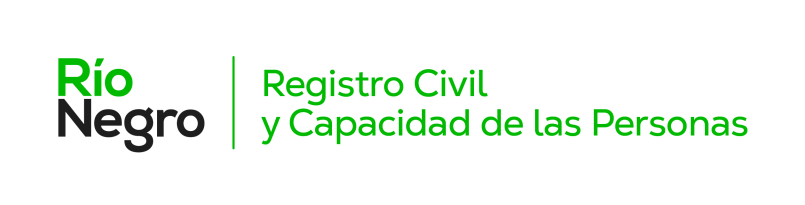 Río
Negro
Registro Civil
y Capacidad de las Personas